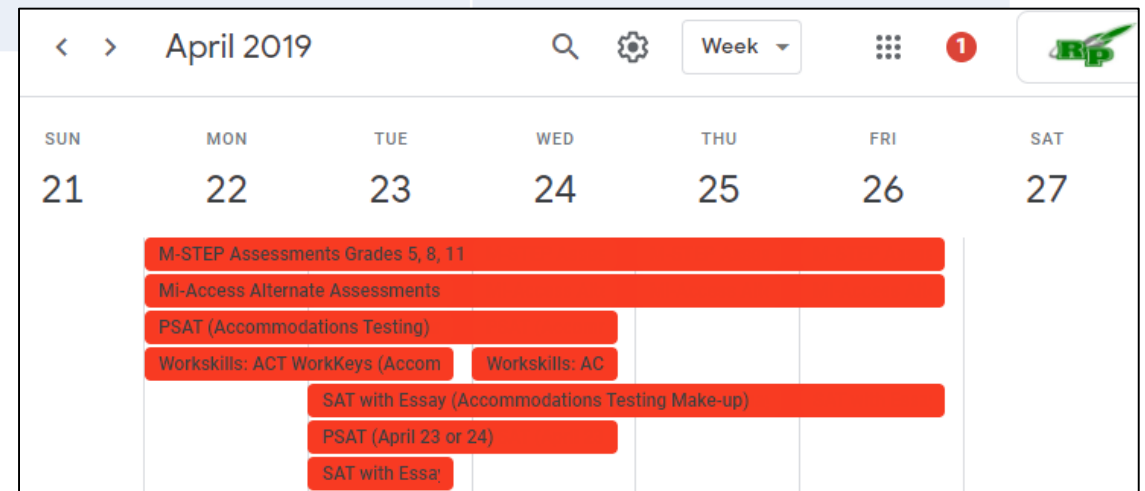 April 2019
Week
1
RP
SUN MON TUE WED THU FRI SAT
21 22 23 24 25 26 27
M-STEP Assessments Grades 5, 8, 11
Mi-Access Alternate Assessments
PSAT (Accommodations Testing)
Workskills: ACT WorkKeys (Accom Workskills: AC
SAT with Essay (Accommodations Testing Make-up)
PSAT (April 23 or 24)
SAT with Essay